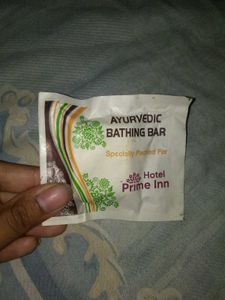 AYURVEDIC
BATHING BAR
Specially Packed For
Hotel
Prime Inn